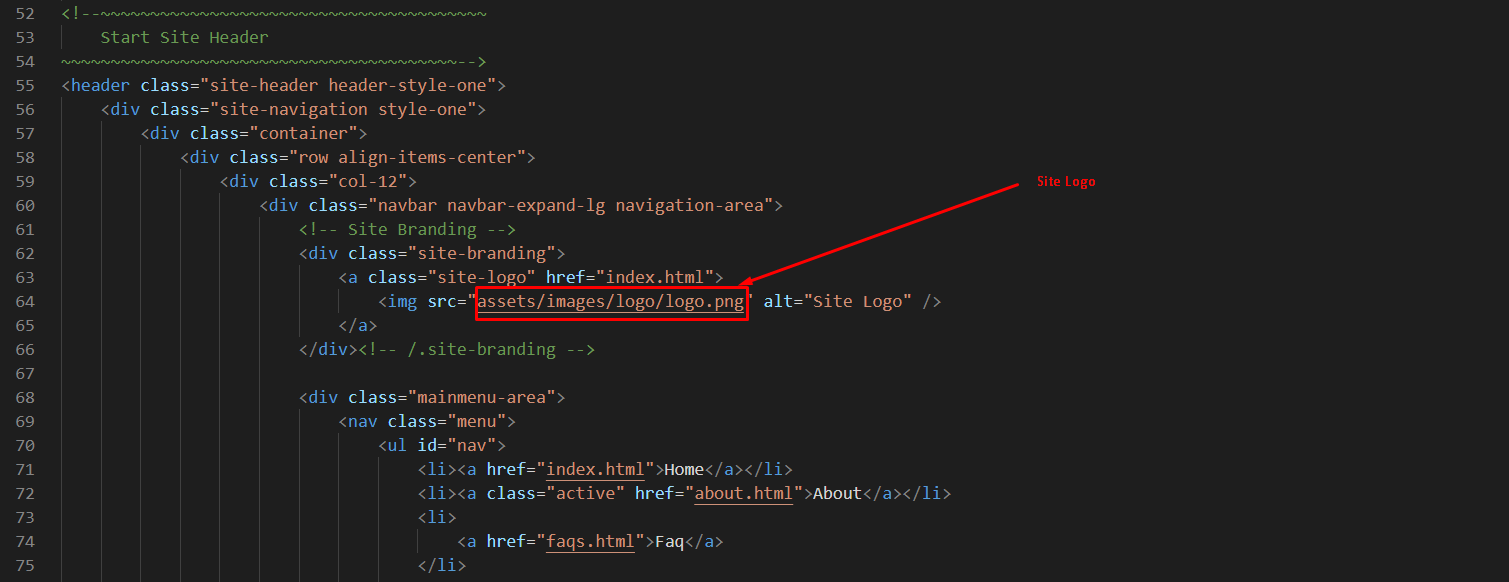 52 <!--~~~~~~~~~~~~~~~~~~~~~~~~~~~~~~~~~~~~~~~
53     Start Site Header
54 ~~~~~~~~~~~~~~~~~~~~~~~~~~~~~~~~~~~~~~~~-->
55 <header class="site-header header-style-one">
56     <div class="site-navigation style-one">
57         <div class="container">
58             <div class="row align-items-center">
59                 <div class="col-12">
Site Logo
60                     <div class="navbar navbar-expand-lg navigation-area">
61                         <!-- Site Branding -->
62                         <div class="site-branding">
63                             <a class="site-logo" href="index.html">
64                                 <img src="assets/images/logo/logo.png" alt="Site Logo" />
65                             </a>
66                         </div><!-- /.site-branding -->
67
68                         <div class="mainmenu-area">
69                             <nav class="menu">
70                                 <ul id="nav">
71                                     <li><a href="index.html">Home</a></li>
72                                     <li><a class="active" href="about.html">About</a></li>
73                                     <li>
74                                         <a href="faqs.html">Faq</a>
75                                     </li>